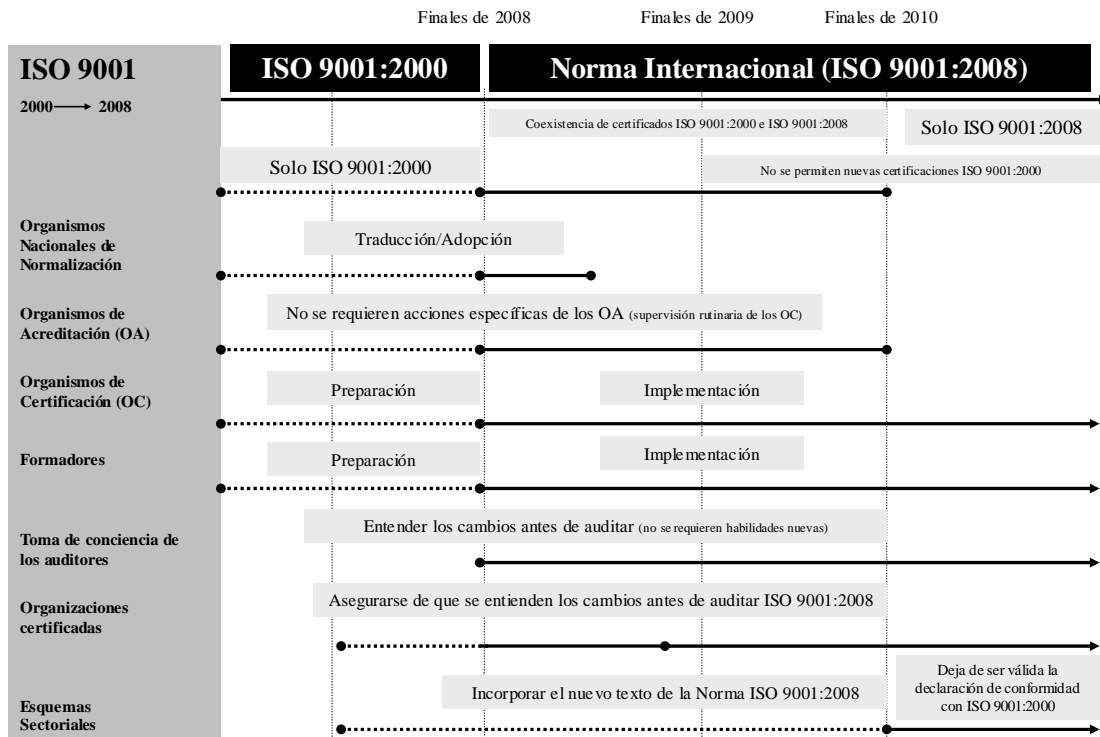 Finales de 2008
Finales de 2009
Finales de 2010
ISO 9001
ISO 9001:2000
Norma Internacional (ISO 9001:2008)
2000 → 2008
Coexistencia de certificados ISO 9001:2000 e ISO 9001:2008
Solo ISO 9001:2008
Solo ISO 9001:2000
No se permiten nuevas certificaciones ISO 9001:2000
Organismos
Nacionales de
Normalización
Traducción/Adopción
Organismos de
Acreditación (OA)
No se requieren acciones específicas de los OA (supervisión rutinaria de los OC)
Organismos de
Certificación (OC)
Preparación
Implementación
Formadores
Preparación
Implementación
Toma de conciencia de
los auditores
Entender los cambios antes de auditar (no se requieren habilidades nuevas)
Organizaciones
certificadas
Asegurarse de que se entienden los cambios antes de auditar ISO 9001:2008
Esquemas
Sectoriales
Incorporar el nuevo texto de la Norma ISO 9001:2008
Deja de ser válida la
declaración de conformidad
con ISO 9001:2000